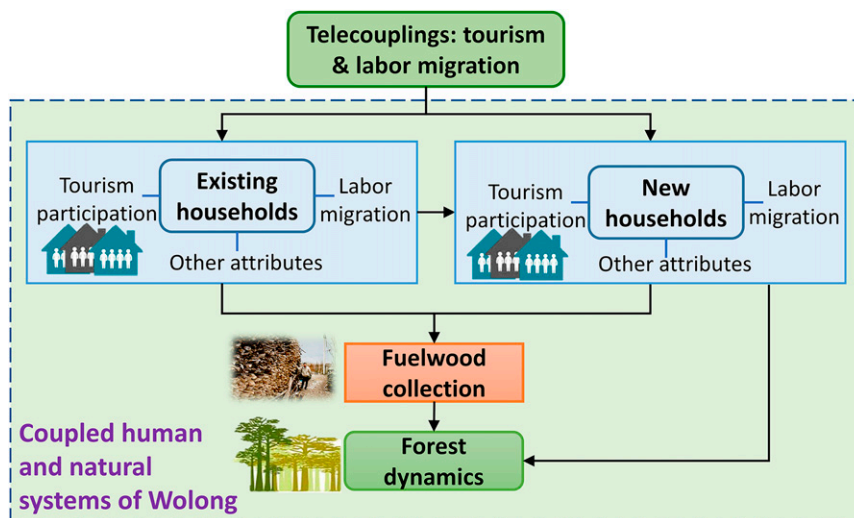 Telecouplings: tourism
& labor migration
Tourism
participation
Existing
households
Labor
migration
Other attributes
Tourism
participation
New
households
Labor
migration
Other attributes
Fuelwood
collection
Forest
dynamics
Coupled human
and natural
systems of Wolong